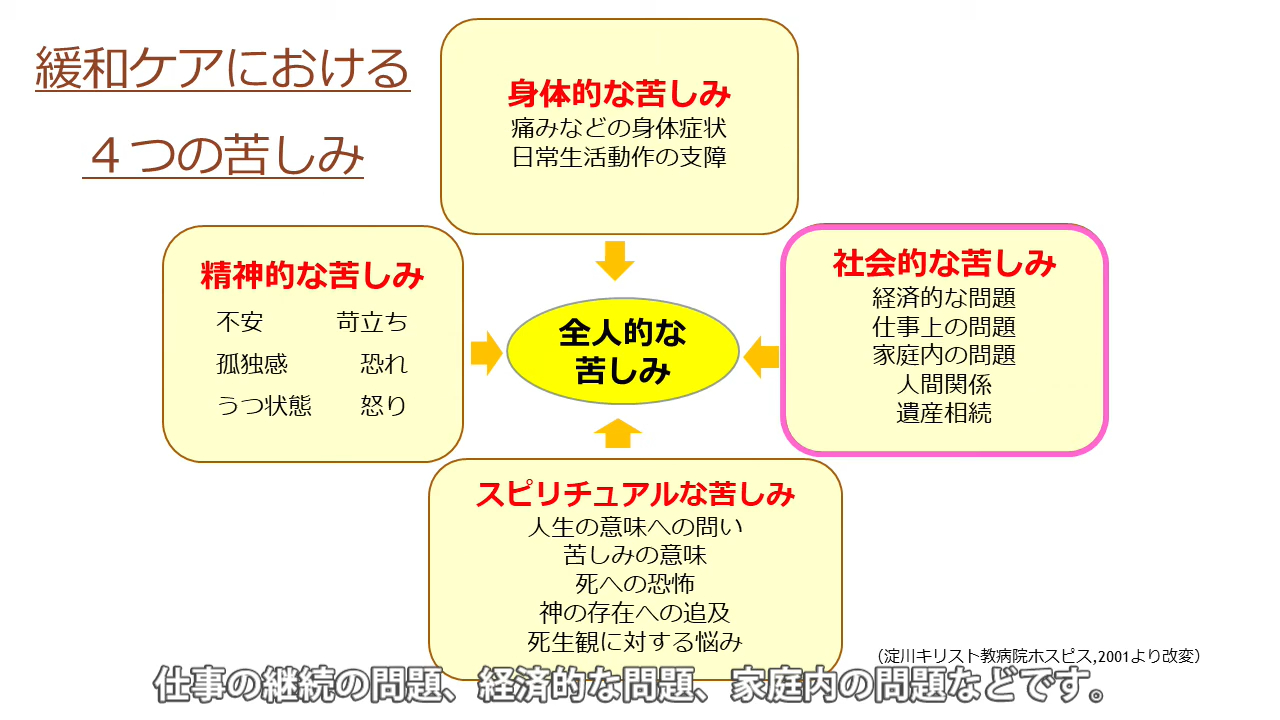 緩和ケアにおける
４つの苦しみ
身体的な苦しみ
痛みなどの身体症状
日常生活動作の支障
精神的な苦しみ
不安 苛立ち
孤独感 恐れ
うつ状態 怒り
全人的な
苦しみ
社会的な苦しみ
経済的な問題
仕事上の問題
家庭内の問題
人間関係
遺産相続
スピリチュアルな苦しみ
人生の意味への問い
苦しみの意味
死への恐怖
神の存在への追及
死生観に対する悩み
（淀川キリスト教病院ホスピス,2001より改変）
仕事の継続の問題、経済的な問題、家庭内の問題などです。